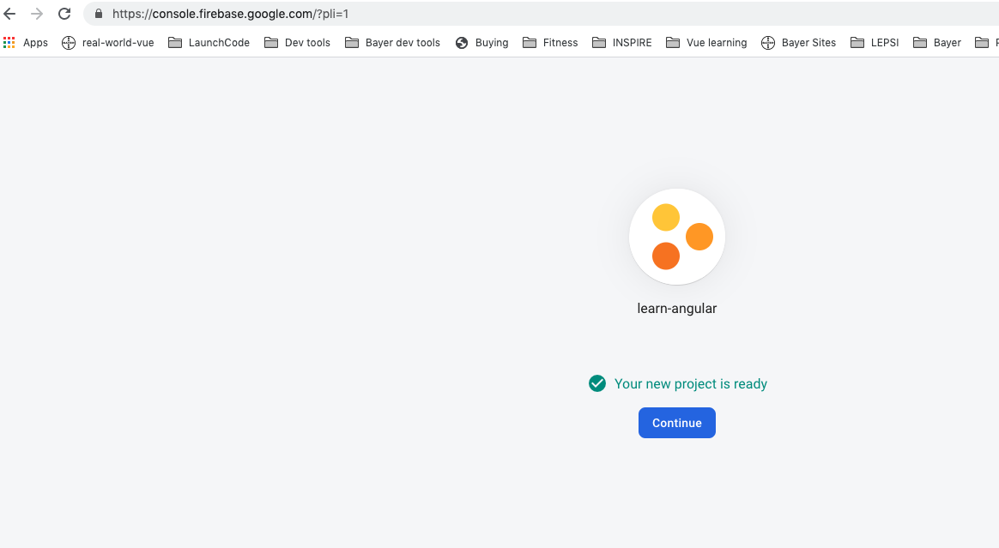 https://console.firebase.google.com/?pli=1
Apps real-world-vue LaunchCode Dev tools Bayer dev tools Buying Fitness INSPIRE Vue learning Bayer Sites LEPSI Bayer
learn-angular
Your new project is ready
Continue